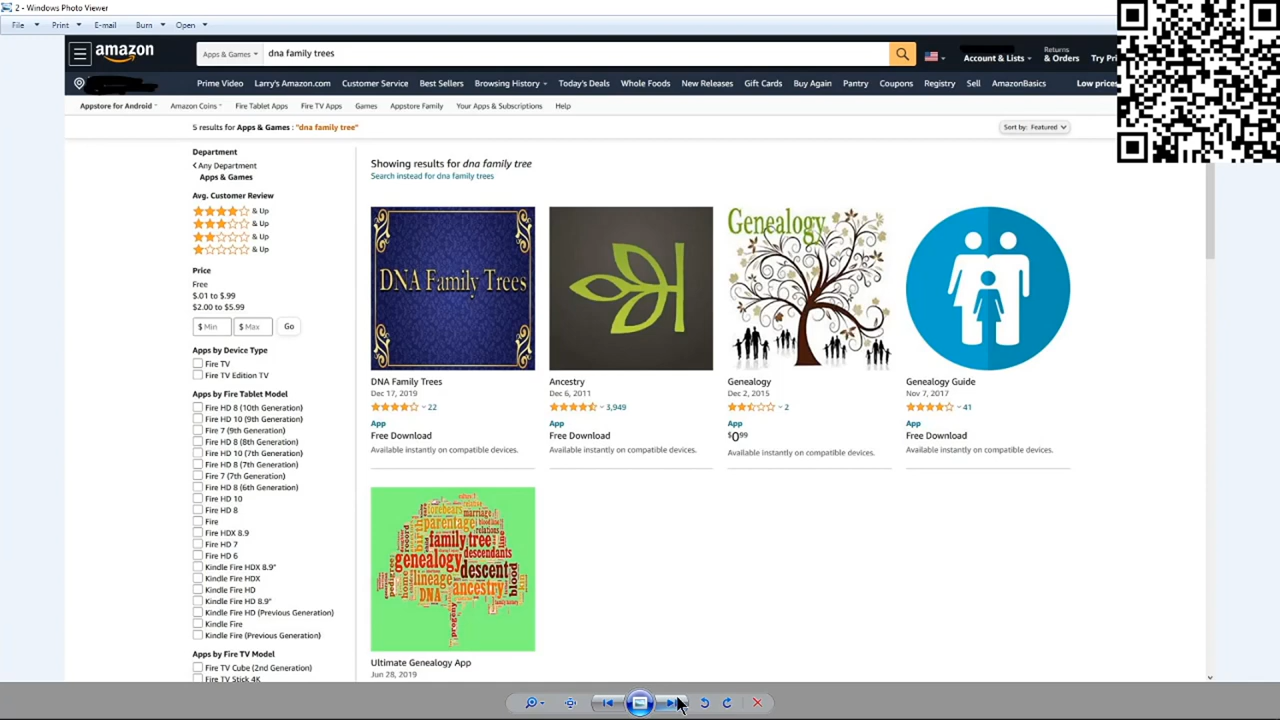 2 - Windows Photo Viewer
File Print E-mail Burn Open
amazon Apps & Games dna family trees Account & Lists Returns & Orders Try Pri
Prime Video Larry's Amazon.com Customer Service Best Sellers Browsing History Today's Deals Whole Foods New Releases Gift Cards Buy Again Pantry Coupons Registry Sell AmazonBasics Low prices
Appstore for Android Amazon Coins Fire Tablet Apps Fire TV Apps Games Appstore Family Your Apps & Subscriptions Help
5 results for Apps & Games : "dna family tree" Sort by: Featured
Department
Any Department
Apps & Games
Avg. Customer Review
& Up
& Up
& Up
& Up
Price
Free
$.01 to $.99
$2.00 to $5.99
$ Min $ Max Go
Apps by Device Type
Fire TV
Fire TV Edition TV
Apps by Fire Tablet Model
Fire HD 8 (10th Generation)
Fire HD 10 (9th Generation)
Fire 7 (9th Generation)
Fire HD 8 (8th Generation)
Fire HD 10 (7th Generation)
Fire HD 8 (7th Generation)
Fire 7 (7th Generation)
Fire HD 8 (6th Generation)
Fire HD 10
Fire HD 8
Fire
Fire HDX 8.9
Fire HD 7
Fire HD 6
Kindle Fire HDX 8.9"
Kindle Fire HDX
Kindle Fire HD
Kindle Fire HD 8.9"
Kindle Fire HD (Previous Generation)
Kindle Fire
Kindle Fire (Previous Generation)
Apps by Fire TV Model
Fire TV Cube (2nd Generation)
Fire TV Stick 4K
Showing results for dna family tree
Search instead for dna family trees
DNA Family Trees
DNA Family Trees
Dec 17, 2019
22
App
Free Download
Available instantly on compatible devices.
Ancestry
Dec 6, 2011
3,949
App
Free Download
Available instantly on compatible devices.
Genealogy
Genealogy
Dec 2, 2015
2
App
$0.99
Available instantly on compatible devices.
Genealogy Guide
Nov 7, 2017
41
App
Free Download
Available instantly on compatible devices.
forebears
marriage
parentage
relations
family tree
descendants
genealogy
descent
lineage
blood
DNA
ancestry
progeny
Ultimate Genealogy App
Jun 28, 2019